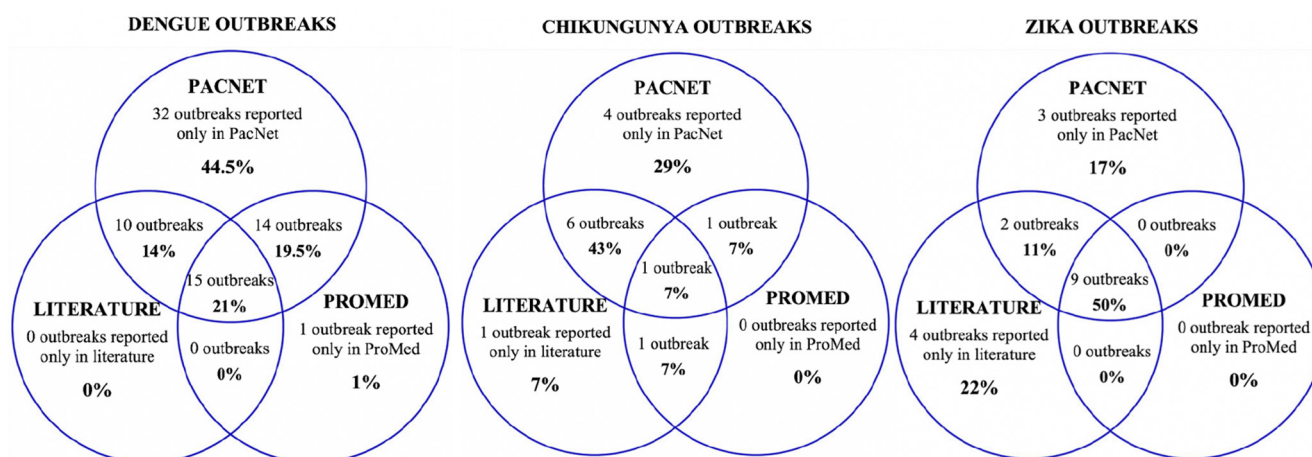 DENGUE OUTBREAKS
PACNET
32 outbreaks reported
only in PacNet
44.5%
10 outbreaks
14%
14 outbreaks
19.5%
15 outbreaks
21%
LITERATURE
0 outbreaks reported
only in literature
0%
0 outbreaks
0%
PROMED
1 outbreak reported
only in ProMed
1%
CHIKUNGUNYA OUTBREAKS
PACNET
4 outbreaks reported
only in PacNet
29%
6 outbreaks
43%
1 outbreak
7%
1 outbreak
7%
LITERATURE
1 outbreak reported
only in literature
7%
1 outbreak
7%
PROMED
0 outbreak reported
only in ProMed
0%
ZIKA OUTBREAKS
PACNET
3 outbreaks reported
only in PacNet
17%
2 outbreaks
11%
0 outbreaks
0%
9 outbreaks
50%
LITERATURE
4 outbreaks reported
only in literature
22%
0 outbreaks
0%
PROMED
0 outbreak reported
only in ProMed
0%